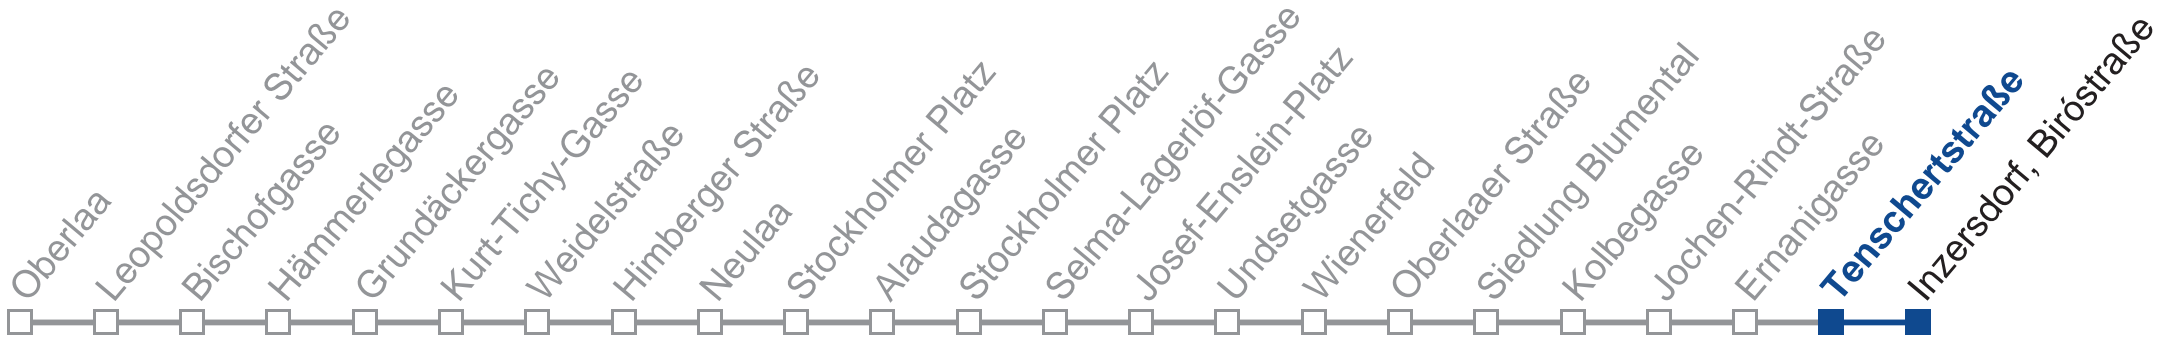 Oberlaa
Leopoldsdorfer Straße
Bischofgasse
Hämmerlegasse
Grundäckergasse
Kurt-Tichy-Gasse
Weidelstraße
Himberger Straße
Neulaa
Stockholmer Platz
Alaudagasse
Stockholmer Platz
Selma-Lagerlöf-Gasse
Josef-Enslein-Platz
Undsetgasse
Wienerfeld
Oberlaaer Straße
Siedlung Blumental
Kolbegasse
Jochen-Rindt-Straße
Ernanigasse
Tenschertstraße
Inzersdorf, Biróstraße